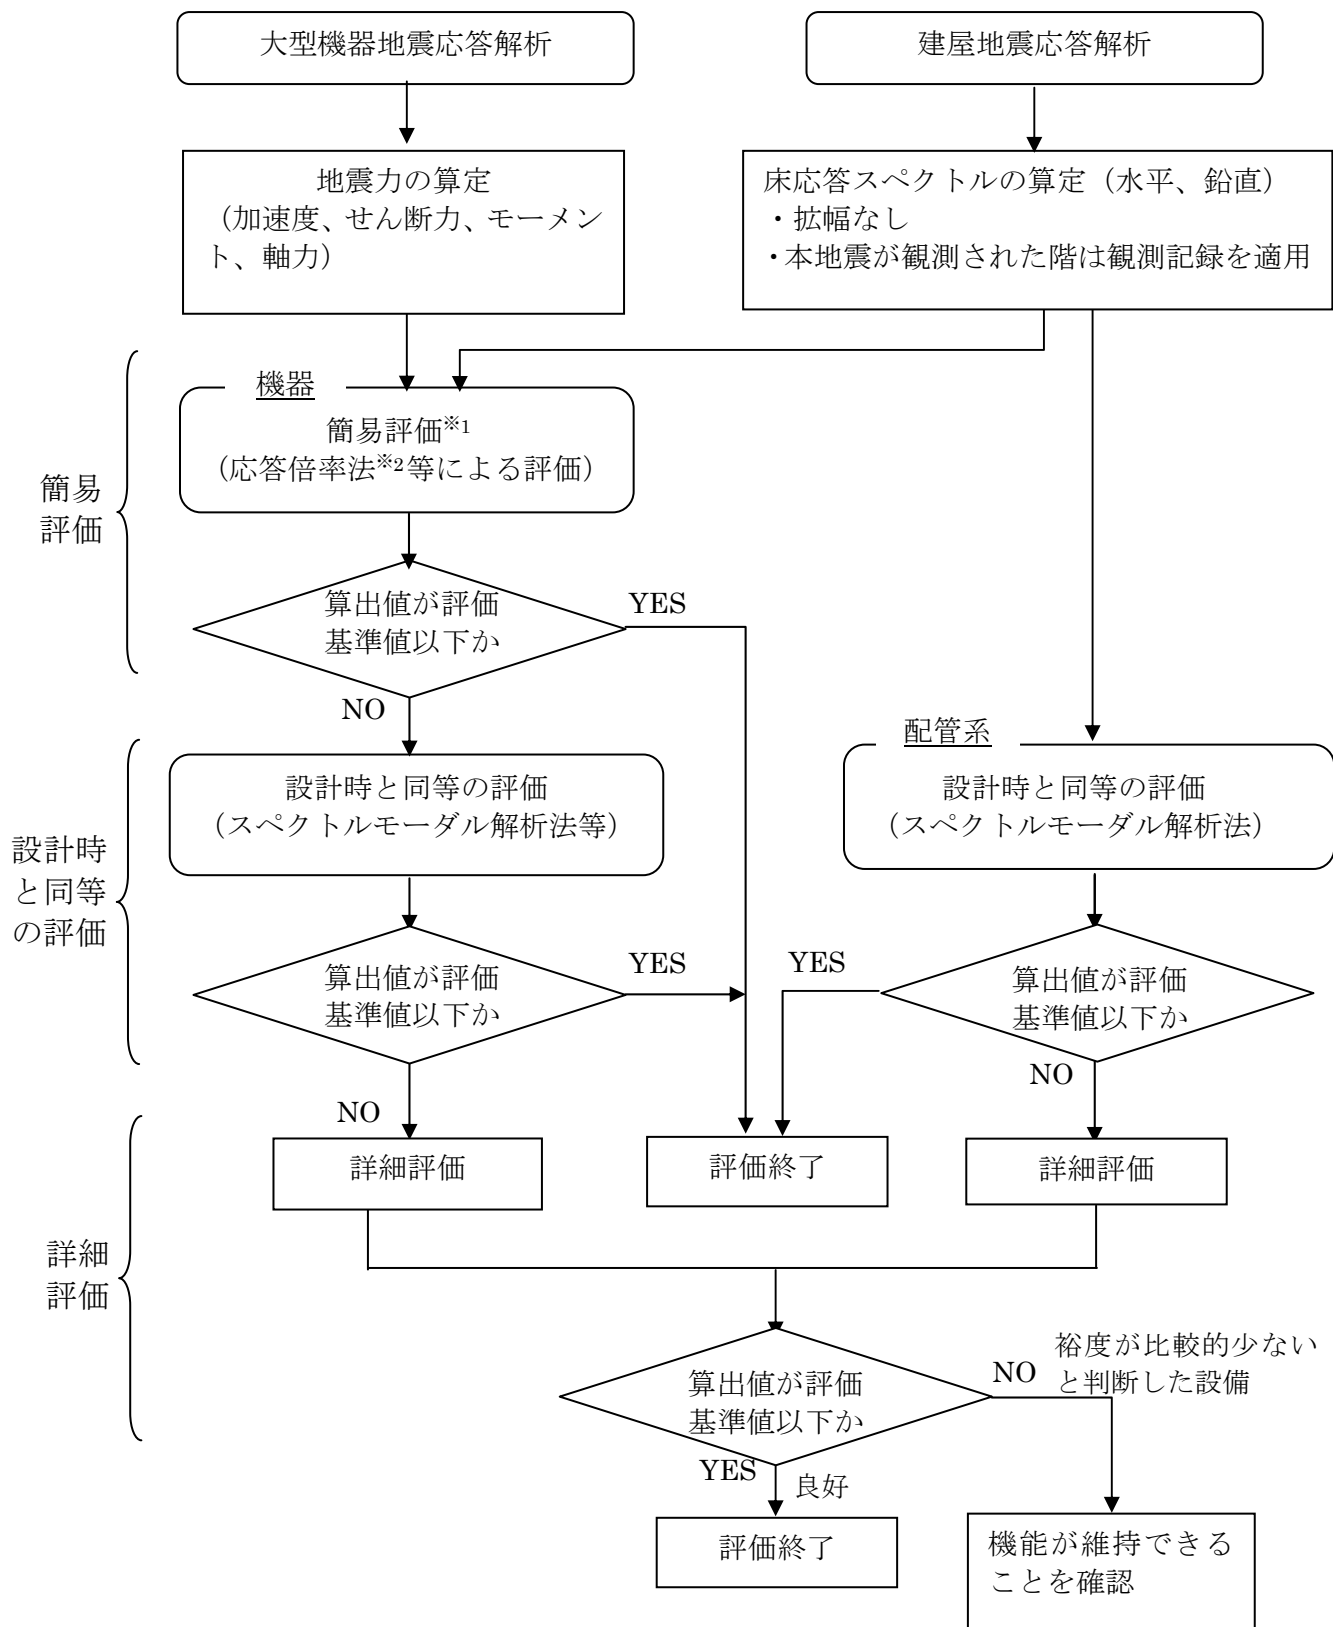 大型機器地震応答解析
建屋地震応答解析
地震力の算定
（加速度、せん断力、モーメン
ト、軸力）
床応答スペクトルの算定（水平、鉛直）
・拡幅なし
・本地震が観測された階は観測記録を適用
機器
簡易評価※1
（応答倍率法※2等による評価）
簡易
評価
算出値が評価
基準値以下か
YES
NO
配管系
設計時と同等の評価
（スペクトルモーダル解析法等）
設計時と同等の評価
（スペクトルモーダル解析法）
設計時
と同等
の評価
算出値が評価
基準値以下か
YES
YES
算出値が評価
基準値以下か
NO
NO
詳細評価
評価終了
詳細評価
詳細
評価
算出値が評価
基準値以下か
NO
裕度が比較的少ない
と判断した設備
YES
良好
評価終了
機能が維持できる
ことを確認